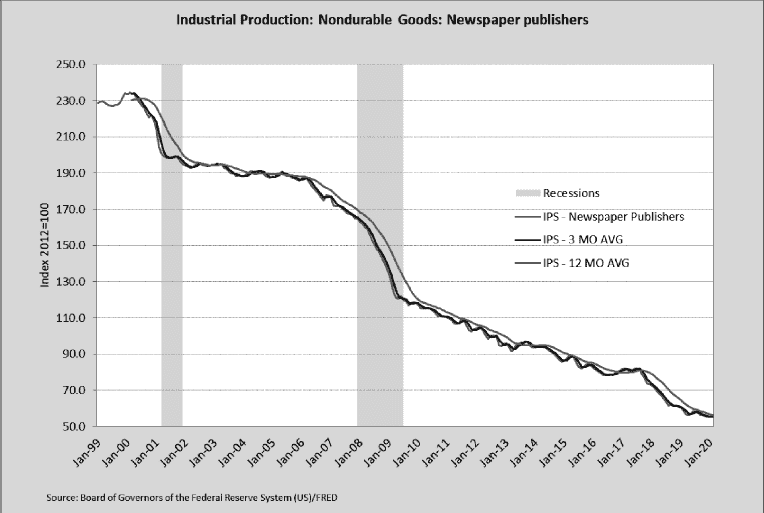 Industrial Production: Nondurable Goods: Newspaper publishers
250.0
230.0
210.0
190.0
170.0
150.0
130.0
110.0
90.0
70.0
50.0
Index 2012=100
Recessions
IPS - Newspaper Publishers
IPS - 3 MO AVG
IPS - 12 MO AVG
Jan-99
Jan-00
Jan-01
Jan-02
Jan-03
Jan-04
Jan-05
Jan-06
Jan-07
Jan-08
Jan-09
Jan-10
Jan-11
Jan-12
Jan-13
Jan-14
Jan-15
Jan-16
Jan-17
Jan-18
Jan-19
Jan-20
Source: Board of Governors of the Federal Reserve System (US)/FRED